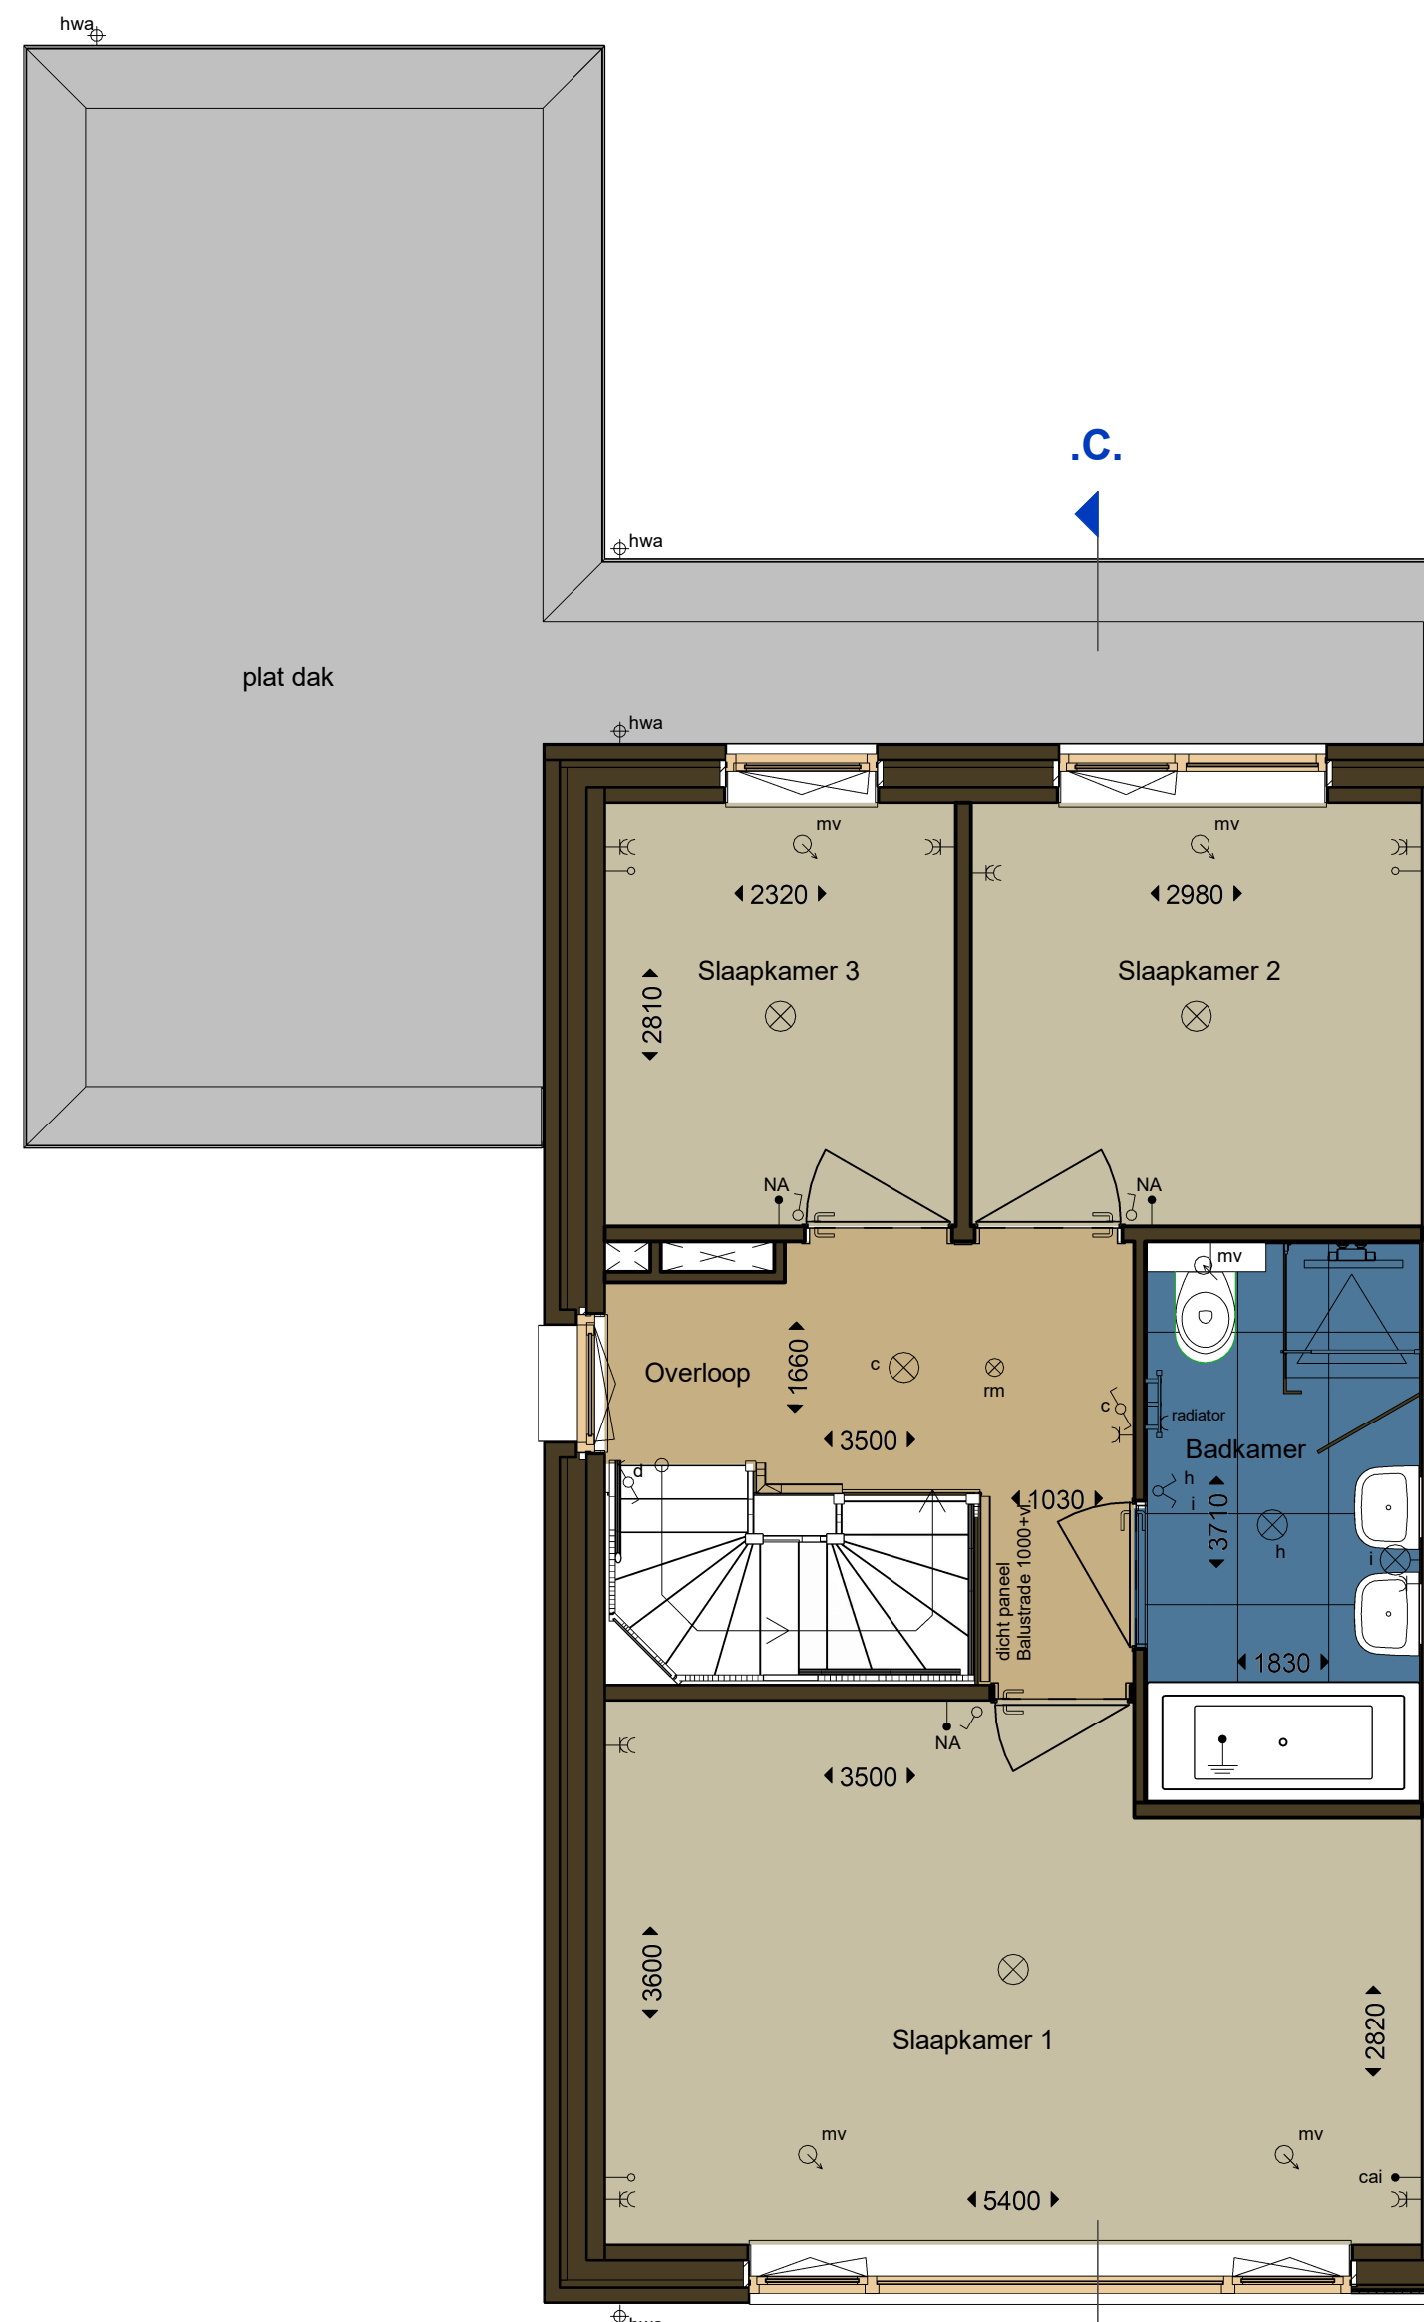 hwa
.C.
hwa
plat dak
hwa
mv
mv
2320
2980
Slaapkamer 3
Slaapkamer 2
2810
NA
NA
mv
1660
Overloop
c
rm
c
radiator
3500
Badkamer
d
h
i
1030
3710
h
i
dicht paneel
Balustrade 1000+vl.
1830
NA
3500
3600
2820
Slaapkamer 1
mv
mv
cai
5400
hwa